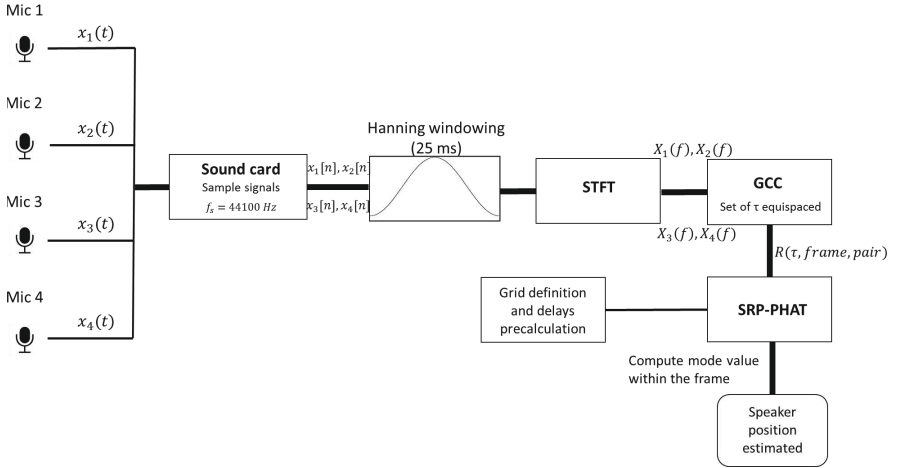 Mic 1
x₁(t)
Mic 2
x₂(t)
Mic 3
x₃(t)
Mic 4
x₄(t)
Sound card
Sample signals
fₛ = 44100 Hz
x₁[n], x₂[n]
x₃[n], x₄[n]
Hanning windowing
(25 ms)
STFT
X₁(f), X₂(f)
X₃(f), X₄(f)
GCC
Set of τ equispaced
R(τ, frame, pair)
Grid definition
and delays
precalculation
SRP-PHAT
Compute mode value
within the frame
Speaker
position
estimated